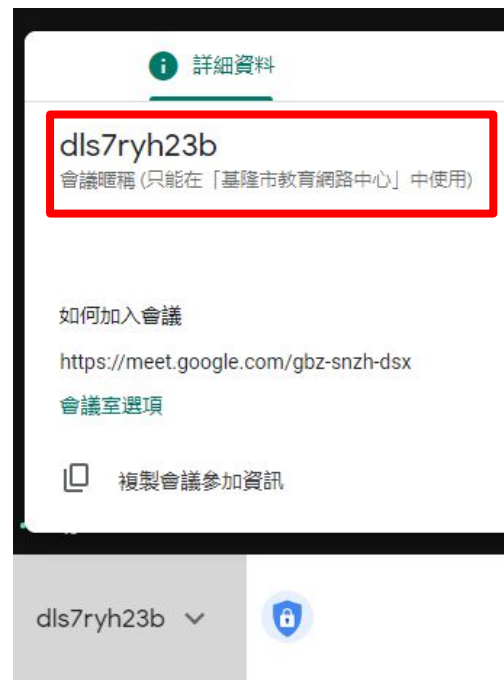 詳細資料
dls7ryh23b
會議暱稱 (只能在「基隆市教育網路中心」中使用)
如何加入會議
https://meet.google.com/gbz-snzh-dsx
會議室選項
複製會議參加資訊
dls7ryh23b